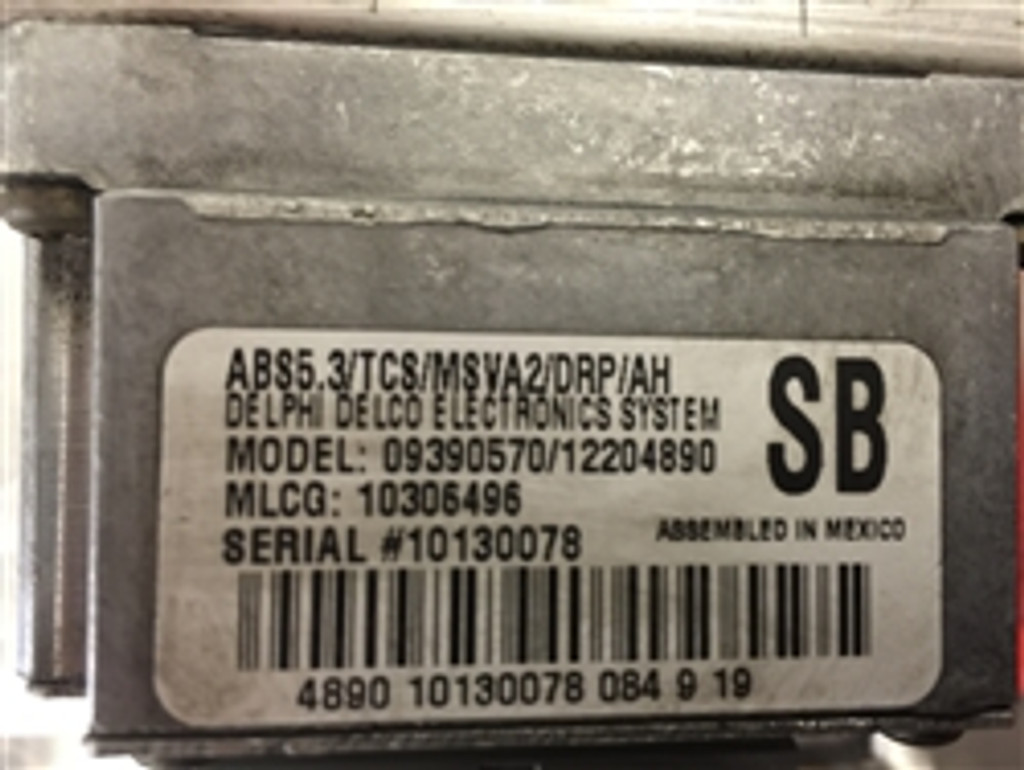 ABS5.3/TCS/MSVA2/DRP/AH
SB
DELPHI DELCO ELECTRONICS SYSTEM
MODEL: 09390570/12204890
MLCG: 10306496
SERIAL #10130078
ASSEMBLED IN MEXICO
4890 10130078 084 9 19